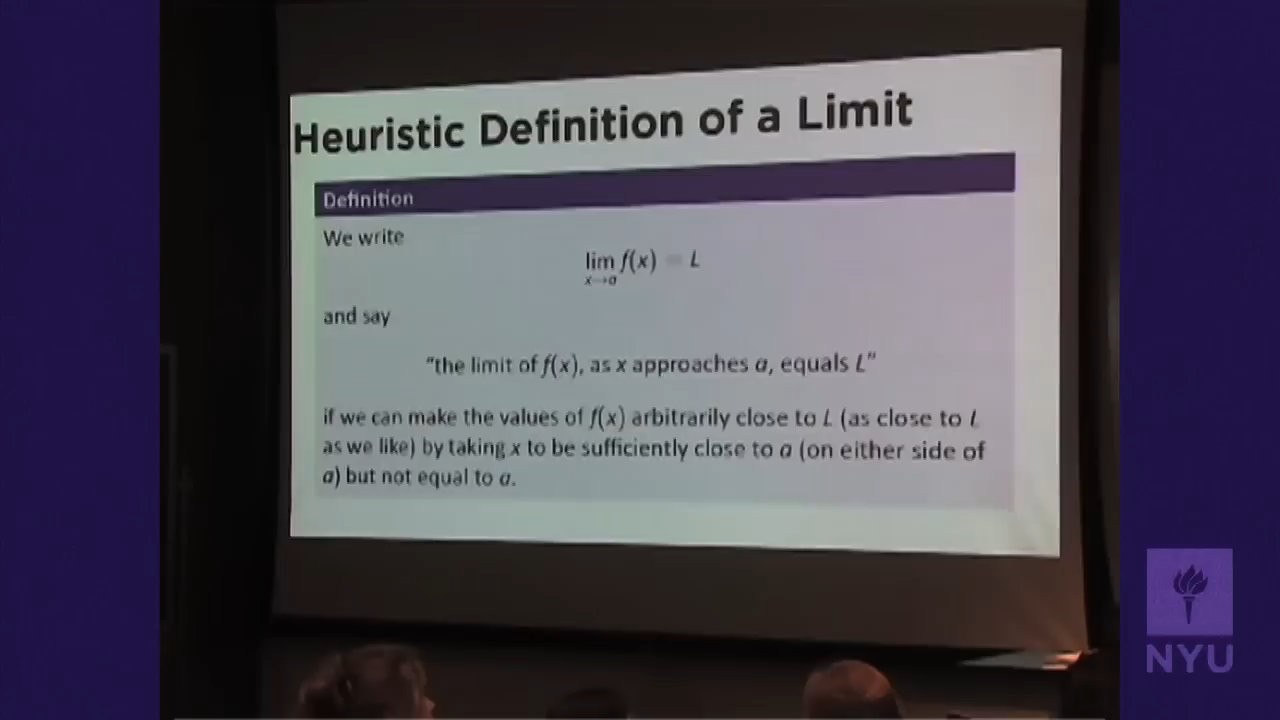 Heuristic Definition of a Limit
Definition
We write
lim f(x) = L
x→a
and say
"the limit of f(x), as x approaches a, equals L"
if we can make the values of f(x) arbitrarily close to L (as close to L
as we like) by taking x to be sufficiently close to a (on either side of
a) but not equal to a.
NYU